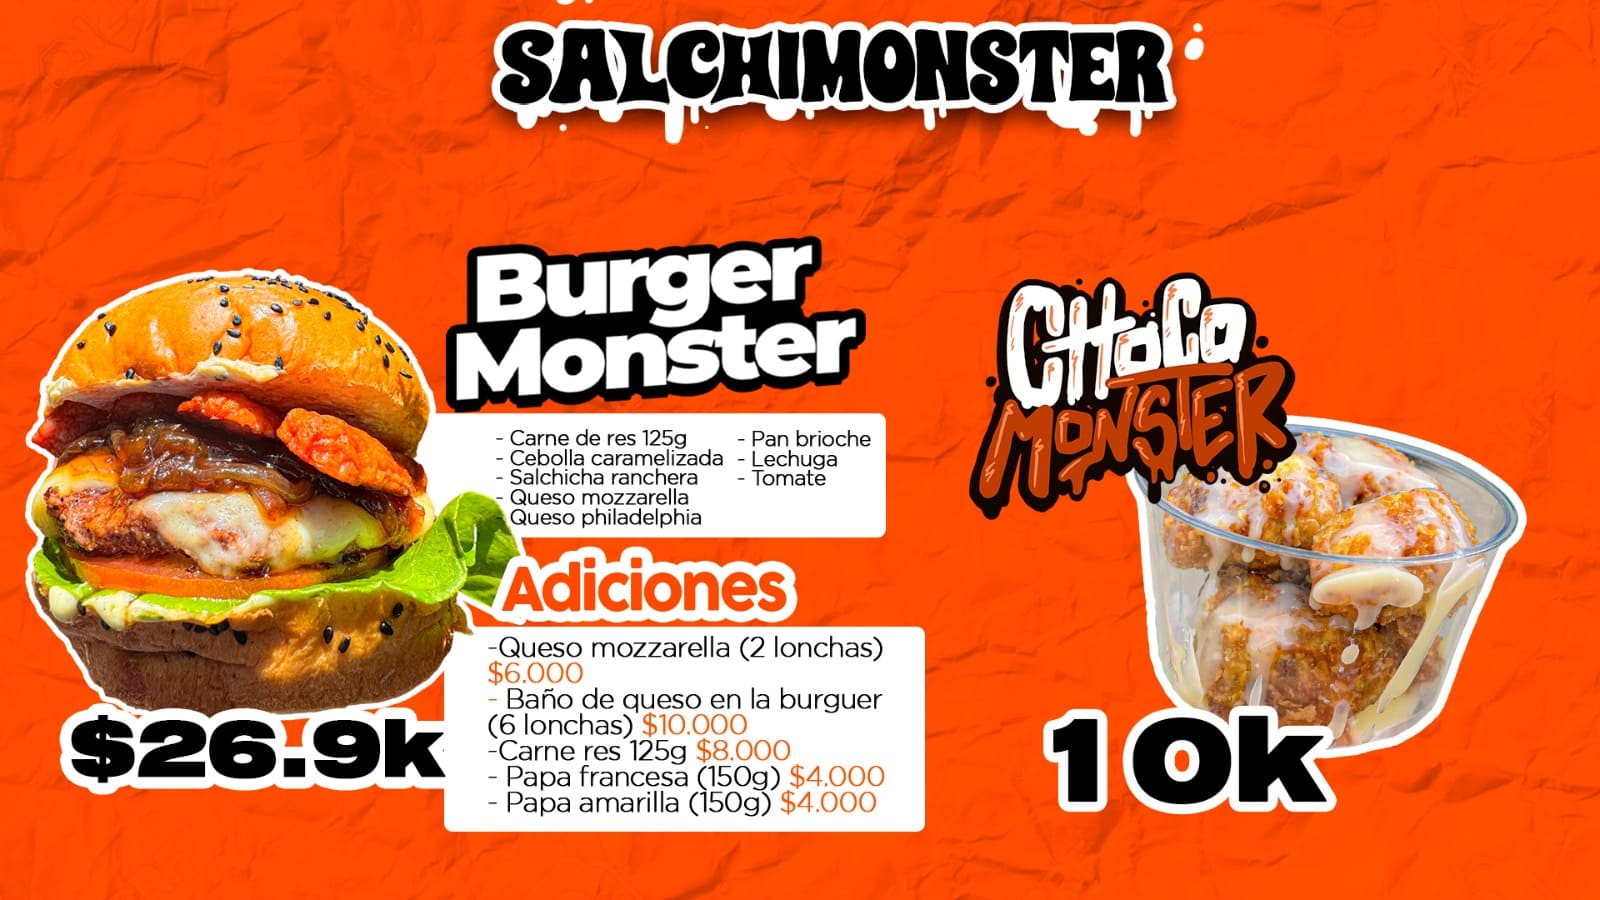 SALCHIMONSTER
Burger
Monster
- Carne de res 125g
- Cebolla caramelizada
- Salchicha ranchera
- Queso mozzarella
Queso philadelphia
- Pan brioche
- Lechuga
- Tomate
Adiciones
-Queso mozzarella (2 lonchas)
$6.000
- Baño de queso en la burguer
(6 lonchas) $10.000
-Carne res 125g $8.000
- Papa francesa (150g) $4.000
- Papa amarilla (150g) $4.000
$26.9k
CHOCO
MONSTER
10k